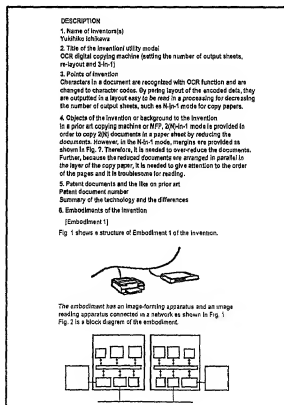 DESCRIPTION
1. Name of Inventors(s)
Yukihiko Ichikawa
2. Title of the invention/ utility model
OCR digital copying machine (setting the number of output sheets,
re-layout and 3-in-1)
3. Points of invention
Characters in a document are recognized with OCR function and are
changed to character codes. By pering layout of the encoded data, they
are outputted in a layout easy to be read in a processing for decreasing
the number of output sheets, such as N-in-1 mode for copy papers.
4. Objects of the invention or background to the invention
In a prior art copying machine or MFP, 2(N)-in-1 mode is provided in
order to copy 2(N) documents in a paper sheet by reducing the
documents. However, in the N-in-1 mode, margins are provided as
shown in Fig. 7. Therefore, it is needed to over-reduce the documents.
Further, because the reduced documents are arranged in parallel in
the layer of the copy paper, it is needed to give attention to the order
of the pages and it is troublesome for reading.
5. Patent documents and the like on prior art
Patent document number
Summary of the technology and the differences
6. Embodiments of the invention
[Embodiment 1]
Fig 1 shows a structure of Embodiment 1 of the invention.
The embodiment has an image-forming apparatus and an image
reading apparatus connected in a network as shown in Fig. 1
Fig. 2 is a block diagram of the embodiment.